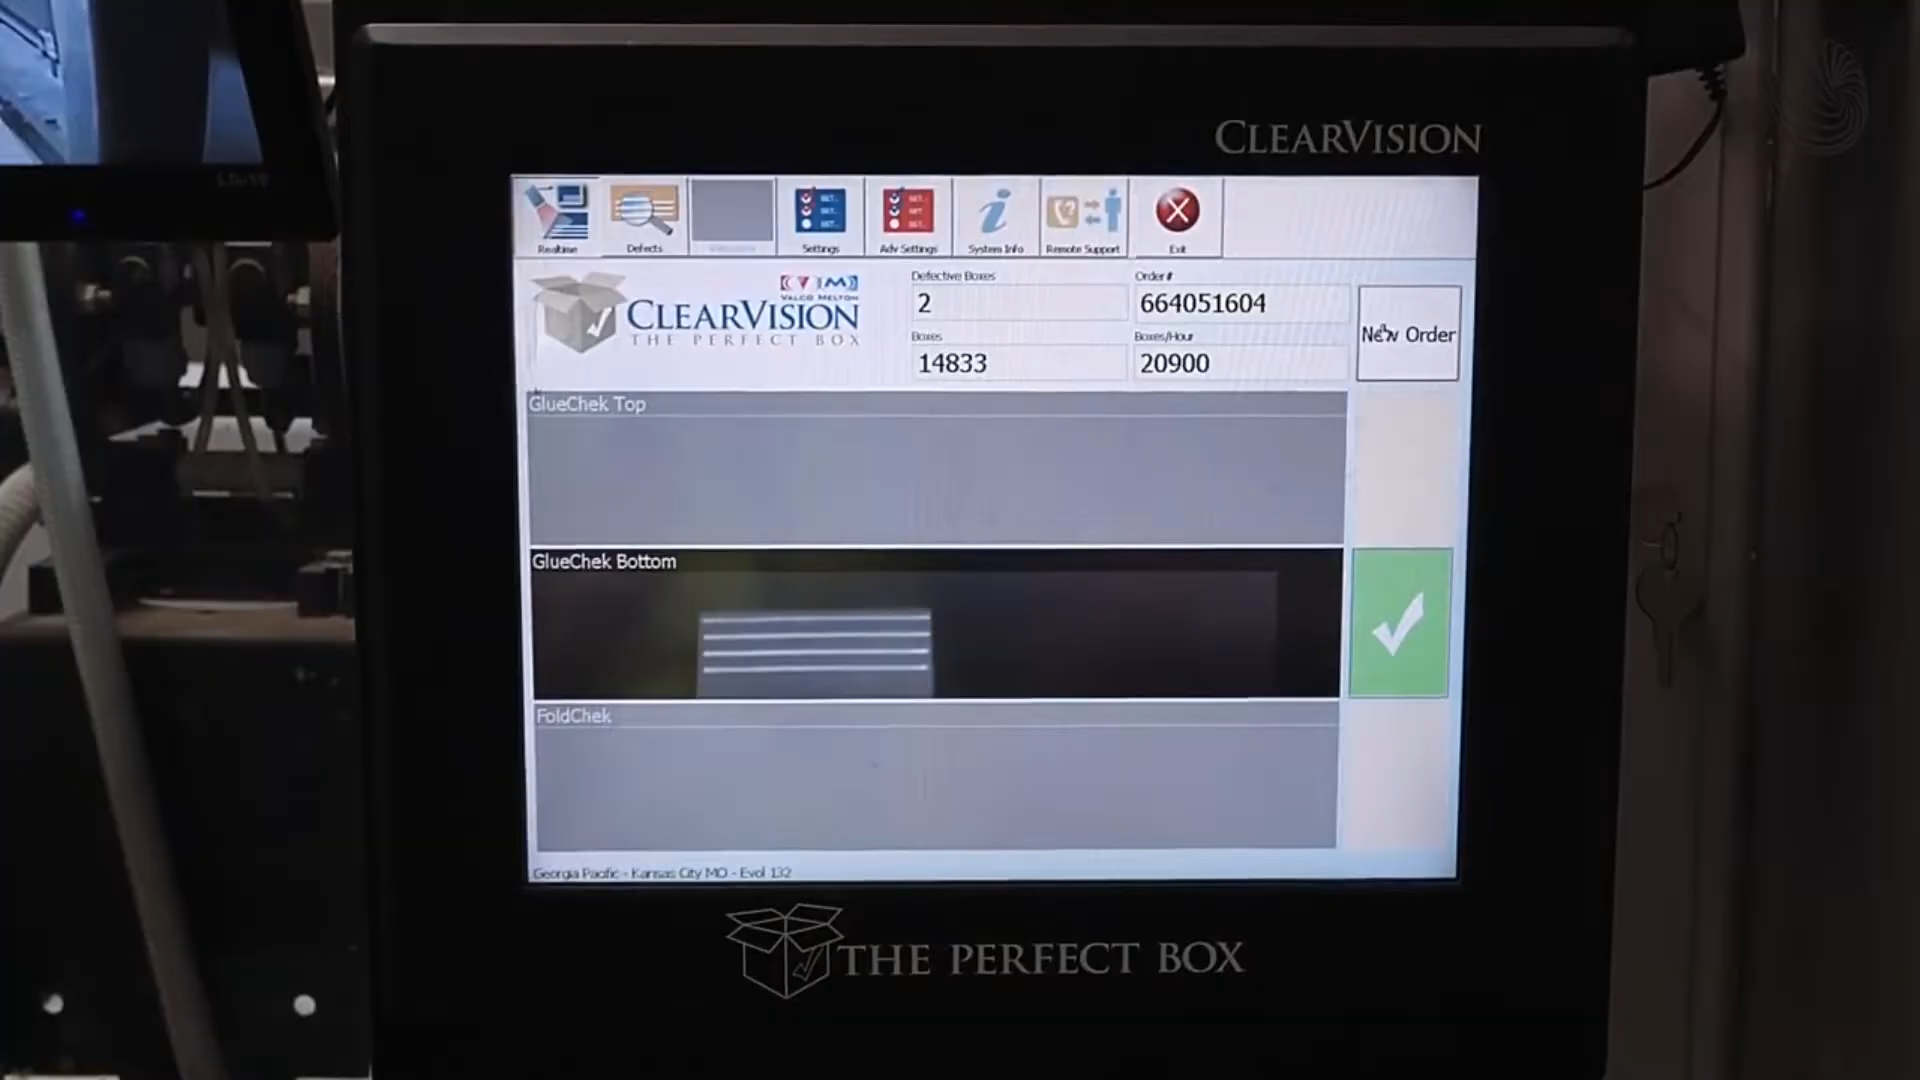 CLEARVISION
Realtime
Defects
Settings
Adv Settings
System Info
Remote Support
Exit
VALCO MELTON
CLEARVISION
THE PERFECT BOX
Defective Boxes
2
Order #
664051604
Boxes
14833
Boxes/Hour
20900
New Order
GlueChek Top
GlueChek Bottom
FoldChek
Georgia Pacific - Kansas City MO - Evol 132
THE PERFECT BOX